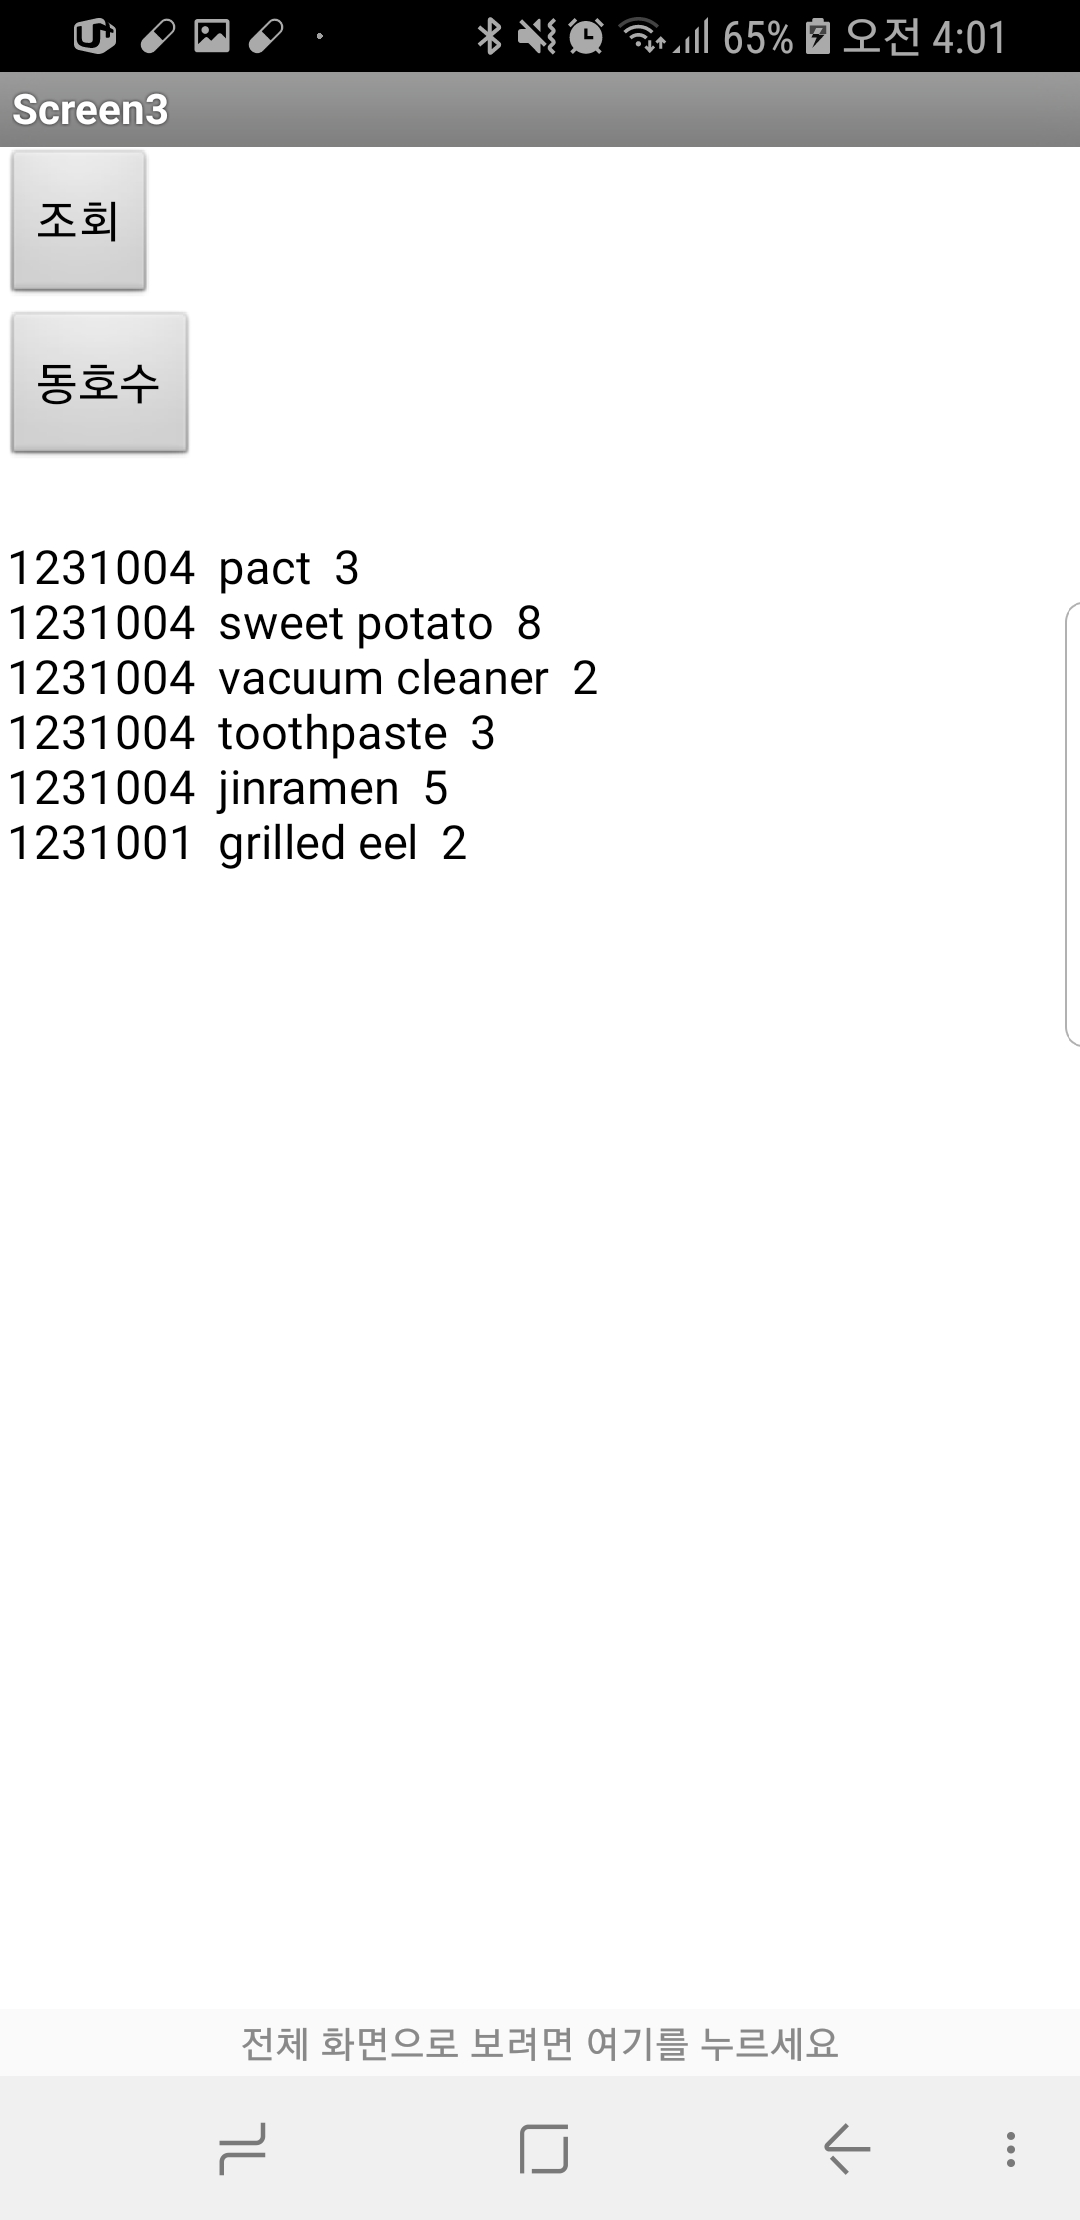 U+ 65% 오전 4:01
Screen3
조회
동호수
1231004 pact 3
1231004 sweet potato 8
1231004 vacuum cleaner 2
1231004 toothpaste 3
1231004 jinramen 5
1231001 grilled eel 2
전체 화면으로 보려면 여기를 누르세요